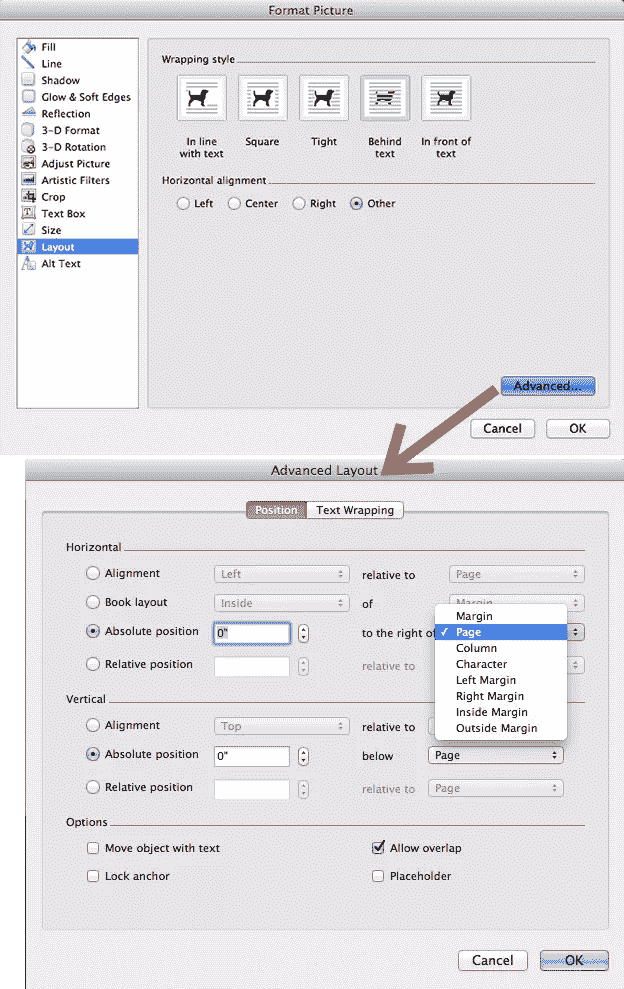 Format Picture
Fill
Line
Shadow
Glow & Soft Edges
Reflection
3-D Format
3-D Rotation
Adjust Picture
Artistic Filters
Crop
Text Box
Size
Layout
Alt Text
Wrapping style
In line with text
Square
Tight
Behind text
In front of text
Horizontal alignment
Left Center Right Other
Advanced...
Cancel OK
Advanced Layout
Position Text Wrapping
Horizontal
Alignment Left relative to Page
Book layout Inside of Margin
Absolute position 0" to the right of
Relative position relative to
Margin
✓ Page
Column
Character
Left Margin
Right Margin
Inside Margin
Outside Margin
Vertical
Alignment Top relative to
Absolute position 0" below Page
Relative position relative to Page
Options
Move object with text Allow overlap
Lock anchor Placeholder
Cancel OK